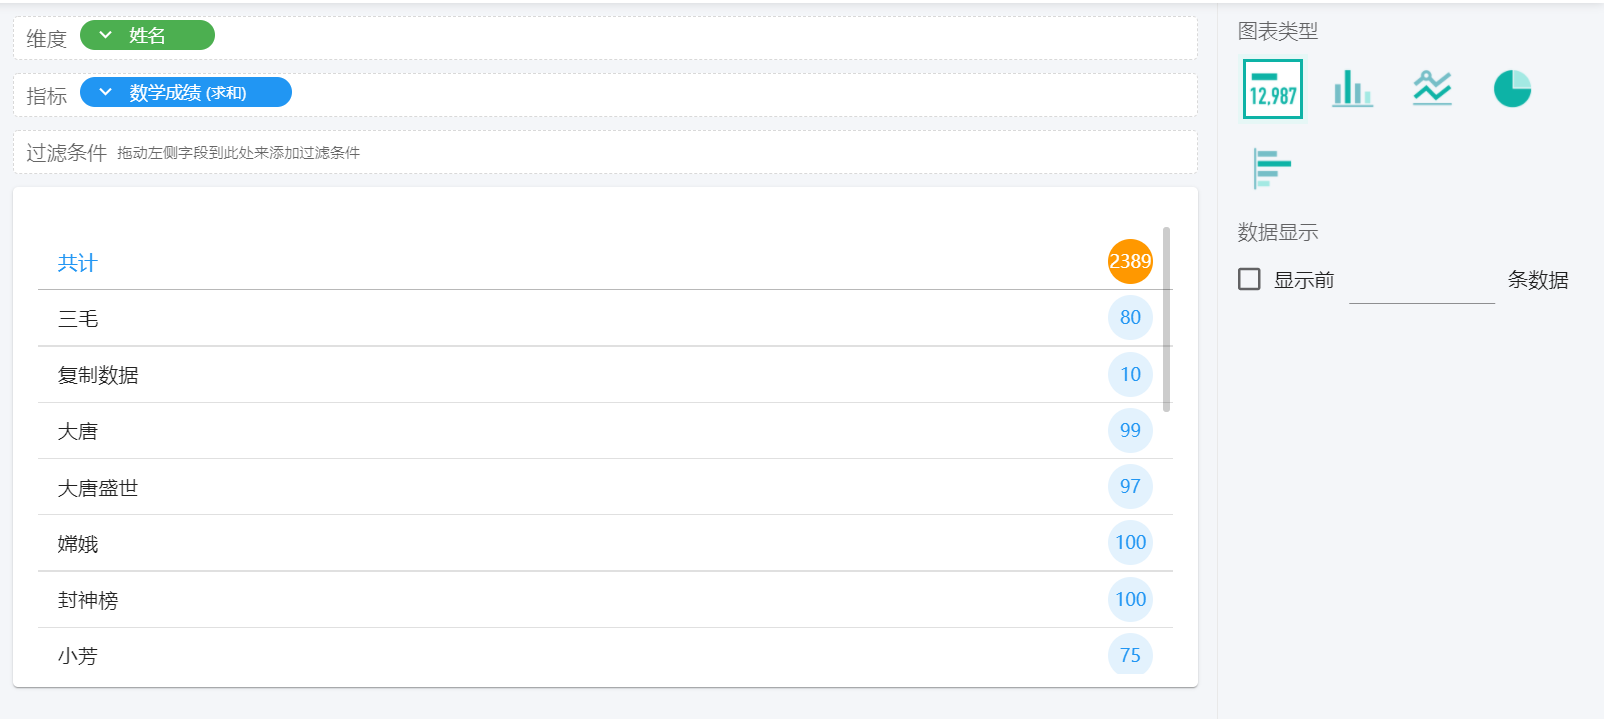 维度 姓名
指标 数学成绩 (求和)
过滤条件 拖动左侧字段到此处来添加过滤条件
共计 2389
三毛 80
复制数据 10
大唐 99
大唐盛世 97
嫦娥 100
封神榜 100
小芳 75
图表类型
12,987
数据显示
显示前 条数据